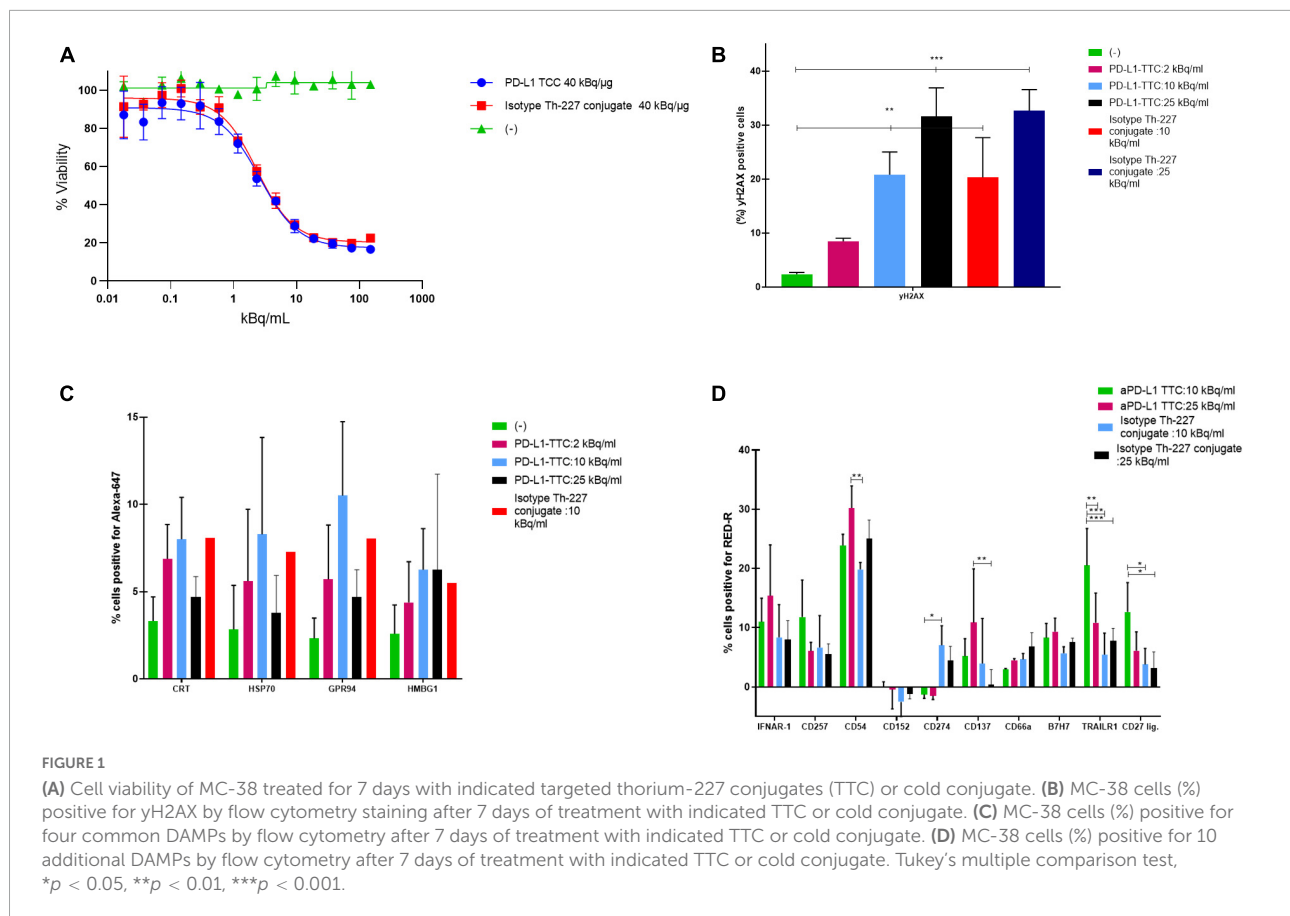 A
% Viability
100
80
60
40
20
0
0.01
0.1
1
10
100
1000
kBq/mL
PD-L1 TCC 40 kBq/µg
Isotype Th-227 conjugate 40 kBq/µg
(-)
B
(%) yH2AX positive cells
40
30
20
10
0
***
**
yH2AX
(-)
PD-L1-TTC:2 kBq/ml
PD-L1-TTC:10 kBq/ml
PD-L1-TTC:25 kBq/ml
Isotype Th-227
conjugate :10
kBq/ml
Isotype Th-227
conjugate :25
kBq/ml
C
% cells positive for Alexa-647
15
10
5
0
CRT
HSP70
GPR94
HMBG1
(-)
PD-L1-TTC:2 kBq/ml
PD-L1-TTC:10 kBq/ml
PD-L1-TTC:25 kBq/ml
Isotype Th-227
conjugate :10
kBq/ml
D
aPD-L1 TTC:10 kBq/ml
aPD-L1 TTC:25 kBq/ml
Isotype Th-227
conjugate :10 kBq/ml
Isotype Th-227 conjugate
:25 kBq/ml
% cells positive for RED-R
40
30
20
10
0
**
*
**
**
***
***
*
*
IFNAR-1
CD257
CD54
CD152
CD274
CD137
CD66a
B7H7
TRAILR1
CD27 lig.
FIGURE 1
(A) Cell viability of MC-38 treated for 7 days with indicated targeted thorium-227 conjugates (TTC) or cold conjugate. (B) MC-38 cells (%)
positive for yH2AX by flow cytometry staining after 7 days of treatment with indicated TTC or cold conjugate. (C) MC-38 cells (%) positive for
four common DAMPs by flow cytometry after 7 days of treatment with indicated TTC or cold conjugate. (D) MC-38 cells (%) positive for 10
additional DAMPs by flow cytometry after 7 days of treatment with indicated TTC or cold conjugate. Tukey's multiple comparison test,
*p < 0.05, **p < 0.01, ***p < 0.001.